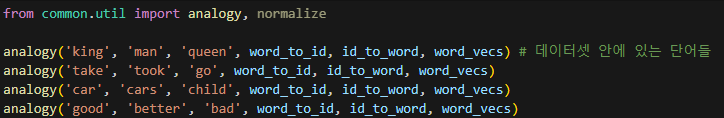 from common.util import analogy, normalize
analogy('king', 'man', 'queen', word_to_id, id_to_word, word_vecs) # 데이터셋 안에 있는 단어들
analogy('take', 'took', 'go', word_to_id, id_to_word, word_vecs)
analogy('car', 'cars', 'child', word_to_id, id_to_word, word_vecs)
analogy('good', 'better', 'bad', word_to_id, id_to_word, word_vecs)